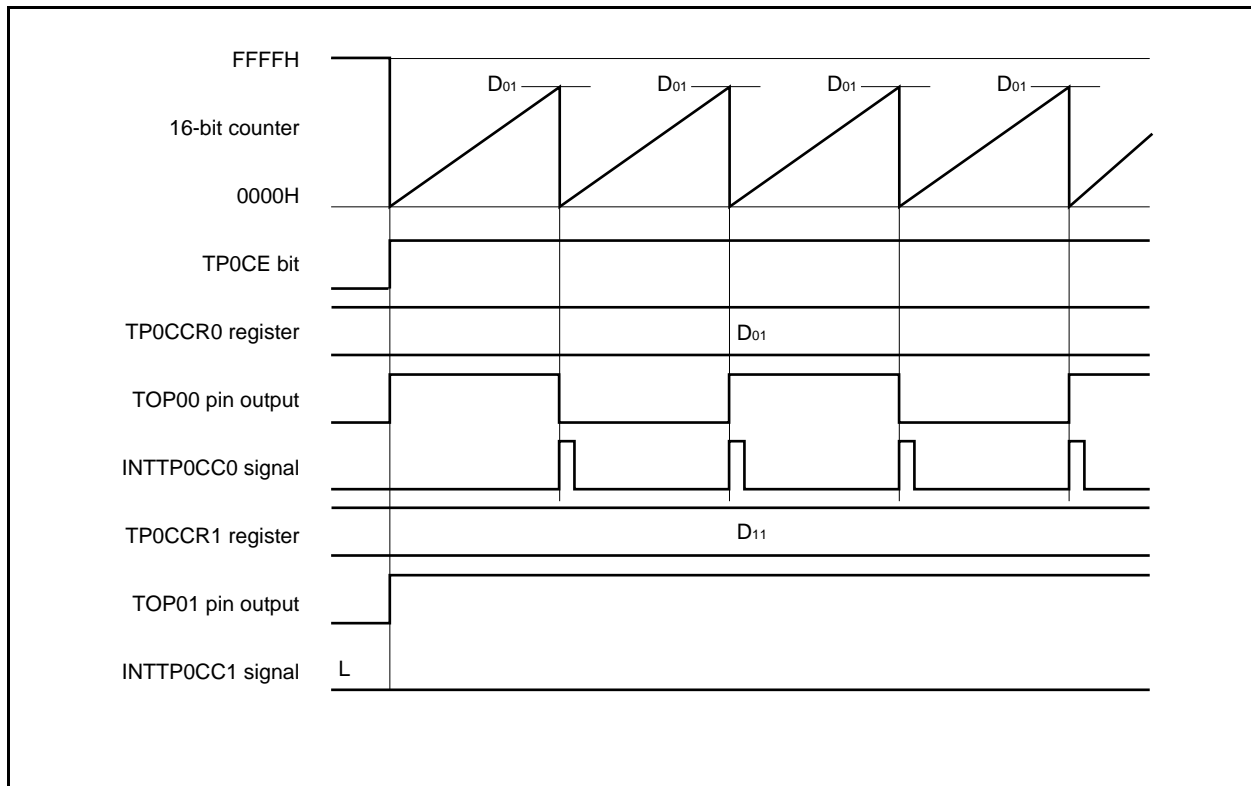 FFFFH
D01 D01 D01 D01
16-bit counter
0000H
TP0CE bit
TP0CCR0 register D01
TOP00 pin output
INTTP0CC0 signal
TP0CCR1 register D11
TOP01 pin output
INTTP0CC1 signal L